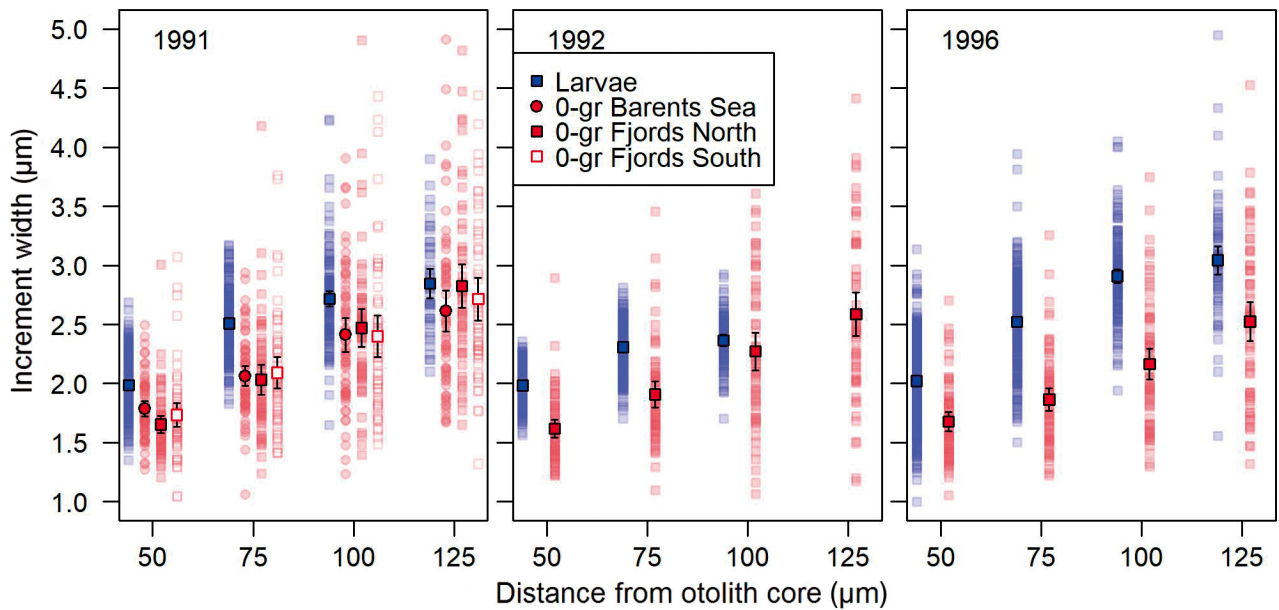 1991
1992
1996
Larvae
0-gr Barents Sea
0-gr Fjords North
0-gr Fjords South
Increment width (µm)
5.0
4.5
4.0
3.5
3.0
2.5
2.0
1.5
1.0
50 75 100 125
50 75 100 125
50 75 100 125
Distance from otolith core (µm)